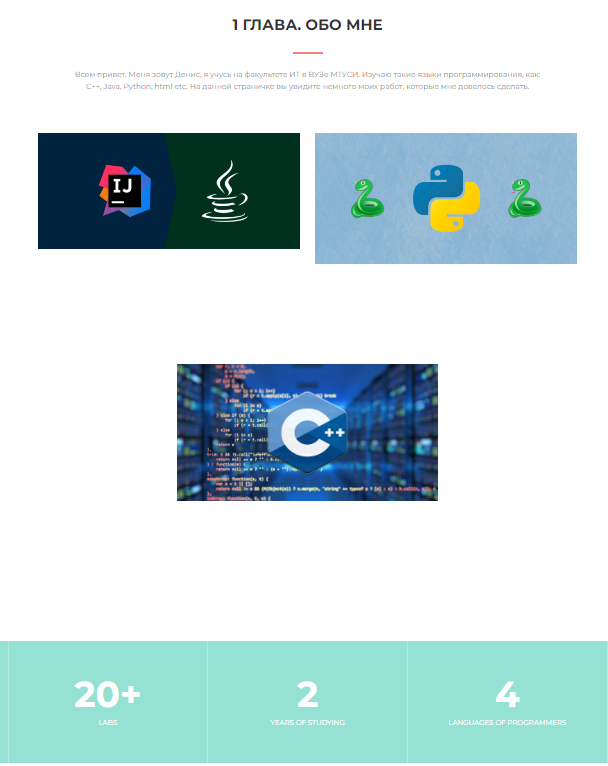 1 ГЛАВА. ОБО МНЕ
Всем привет. Меня зовут Денис, я учусь на факультете ИТ в ВУЗе МТУСИ. Изучаю такие языки программирования, как:
C++, Java, Python, html etc. На данной страничке вы увидите немного моих работ, которые мне довелось сделать.
IJ
C++
20+
LABS
2
YEARS OF STUDYING
4
LANGUAGES OF PROGRAMMERS